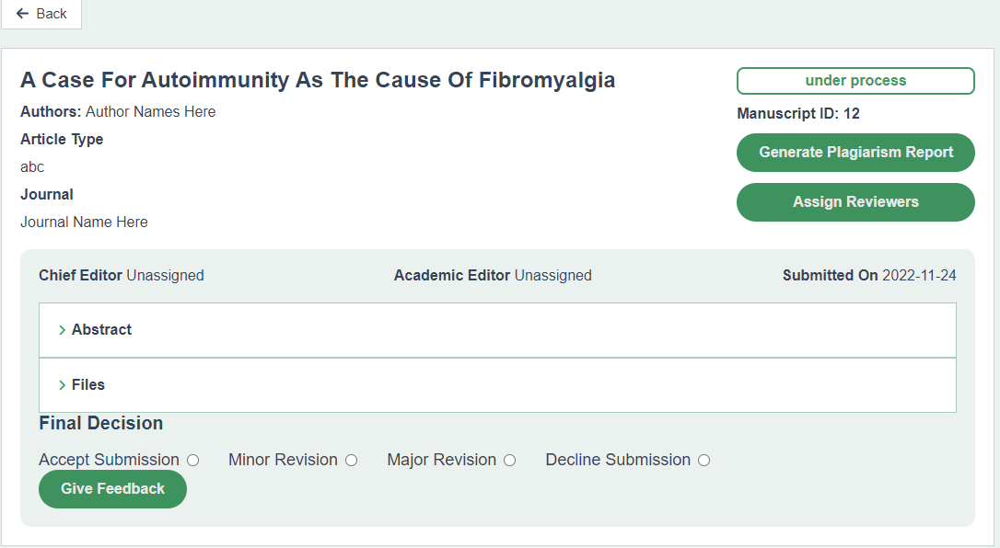 Back
A Case For Autoimmunity As The Cause Of Fibromyalgia
under process
Authors: Author Names Here
Manuscript ID: 12
Article Type
abc
Generate Plagiarism Report
Journal
Journal Name Here
Assign Reviewers
Chief Editor Unassigned
Academic Editor Unassigned
Submitted On 2022-11-24
Abstract
Files
Final Decision
Accept Submission
Minor Revision
Major Revision
Decline Submission
Give Feedback